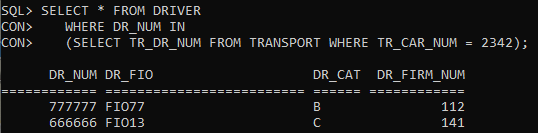 SQL> SELECT * FROM DRIVER
CON>    WHERE DR_NUM IN
CON>    (SELECT TR_DR_NUM FROM TRANSPORT WHERE TR_CAR_NUM = 2342);
DR_NUM DR_FIO DR_CAT DR_FIRM_NUM
============ ========================= ====== ============
777777 FIO77 B 112
666666 FIO13 C 141